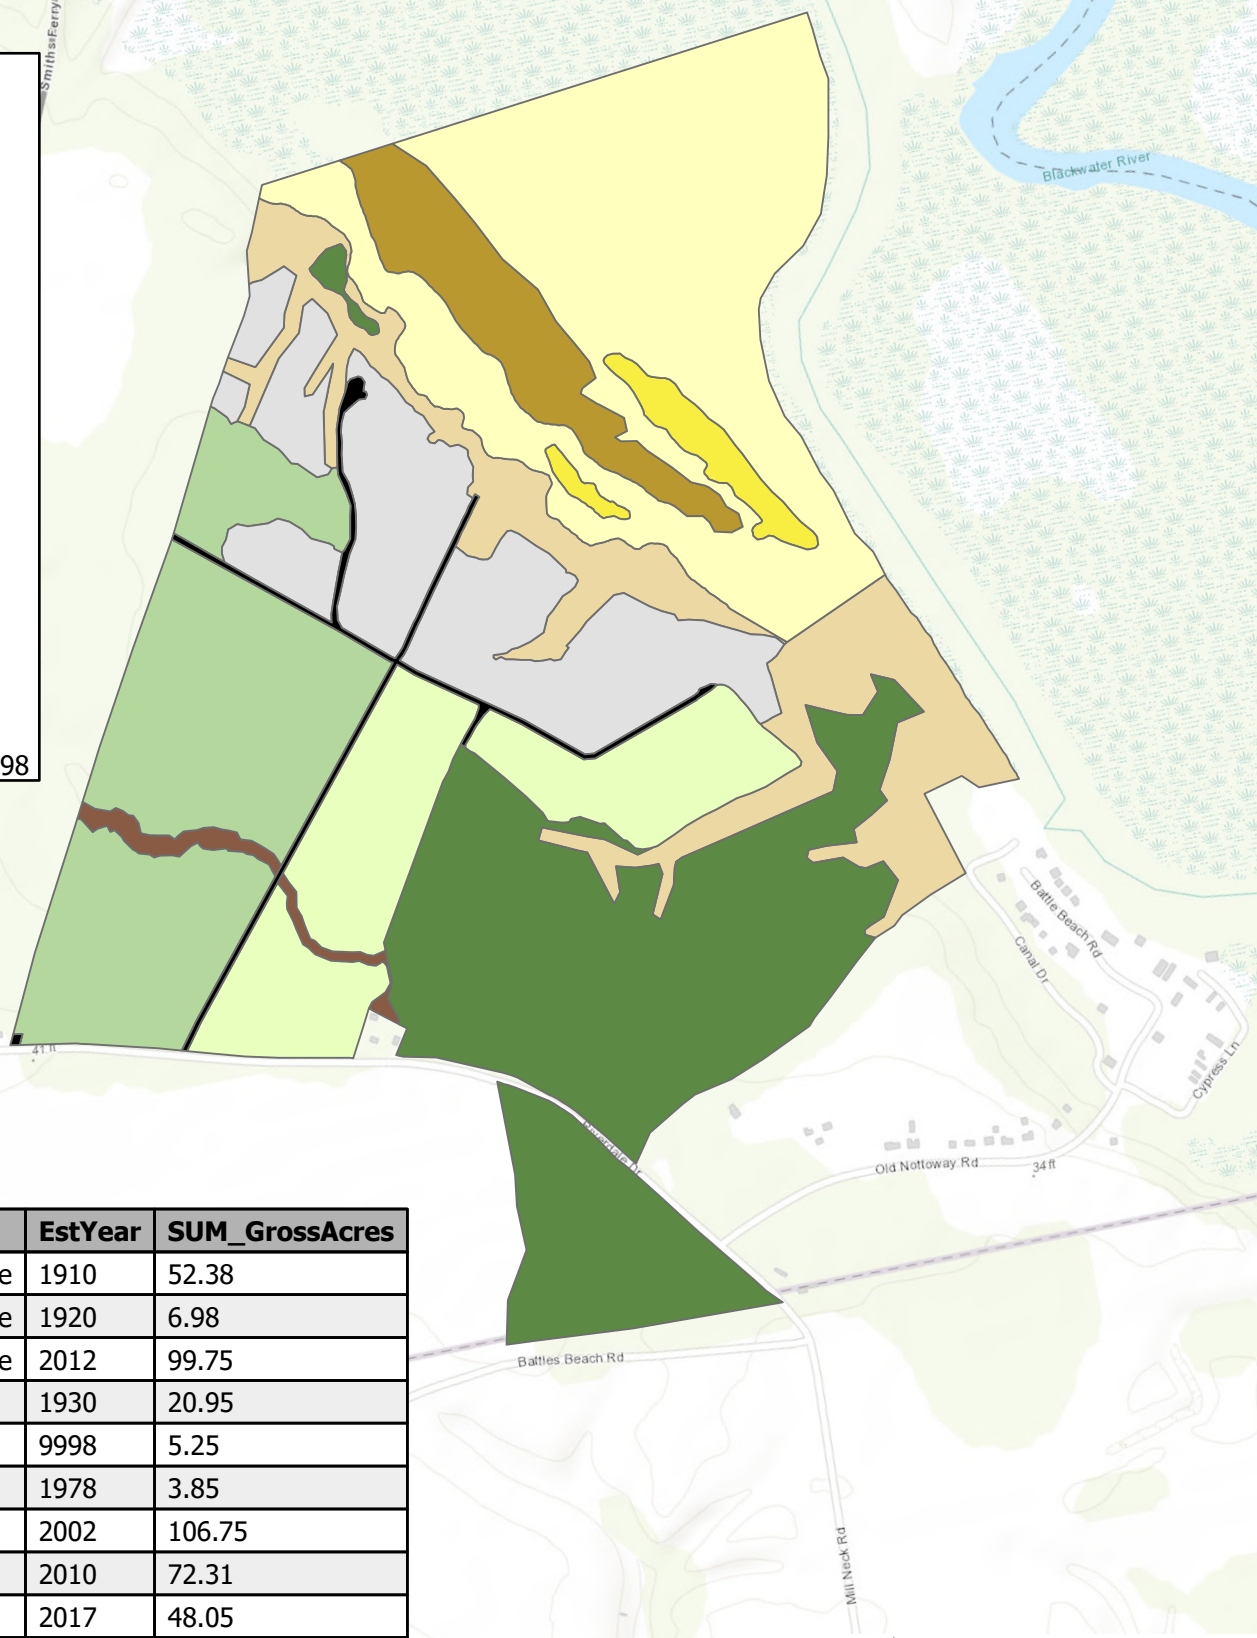 Smiths Ferry
Blackwater River
98
Battle Beach Rd
Canal Dr
Cypress Ln
41 ft
Riverdale Dr
Old Nottoway Rd
34 ft
Battles Beach Rd
Mill Neck Rd
EstYear SUM_GrossAcres
e 1910 52.38
e 1920 6.98
e 2012 99.75
1930 20.95
9998 5.25
1978 3.85
2002 106.75
2010 72.31
2017 48.05